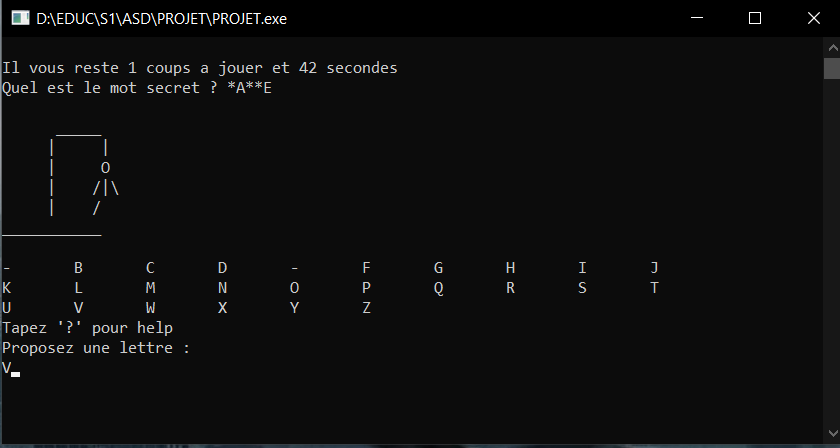 D:\EDUC\S1\ASD\PROJET\PROJET.exe
Il vous reste 1 coups a jouer et 42 secondes
Quel est le mot secret ? *A**E
_____
|     |
|     O
|    /|\
|    /
___________
-       B       C       D       -       F       G       H       I       J
K       L       M       N       O       P       Q       R       S       T
U       V       W       X       Y       Z
Tapez '?' pour help
Proposez une lettre :
V